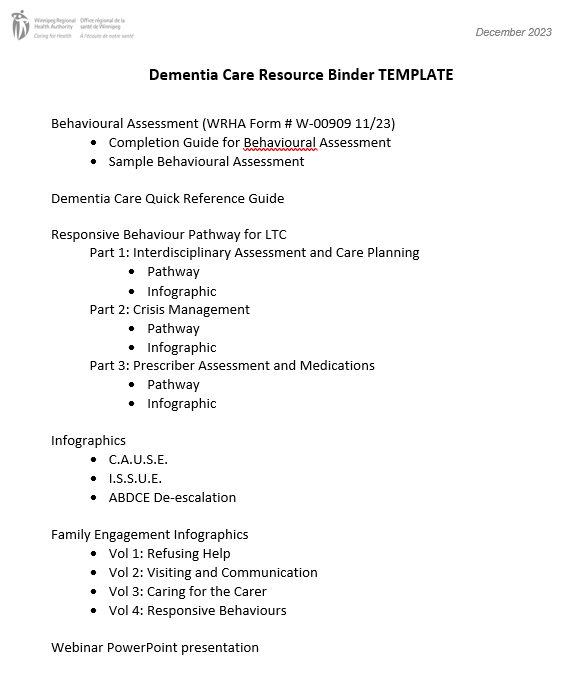 Winnipeg Regional Office régional de la
Health Authority santé de Winnipeg
Caring for Health À l'écoute de notre santé
December 2023
Dementia Care Resource Binder TEMPLATE
Behavioural Assessment (WRHA Form # W-00909 11/23)
• Completion Guide for Behavioural Assessment
• Sample Behavioural Assessment
Dementia Care Quick Reference Guide
Responsive Behaviour Pathway for LTC
Part 1: Interdisciplinary Assessment and Care Planning
• Pathway
• Infographic
Part 2: Crisis Management
• Pathway
• Infographic
Part 3: Prescriber Assessment and Medications
• Pathway
• Infographic
Infographics
• C.A.U.S.E.
• I.S.S.U.E.
• ABDCE De-escalation
Family Engagement Infographics
• Vol 1: Refusing Help
• Vol 2: Visiting and Communication
• Vol 3: Caring for the Carer
• Vol 4: Responsive Behaviours
Webinar PowerPoint presentation